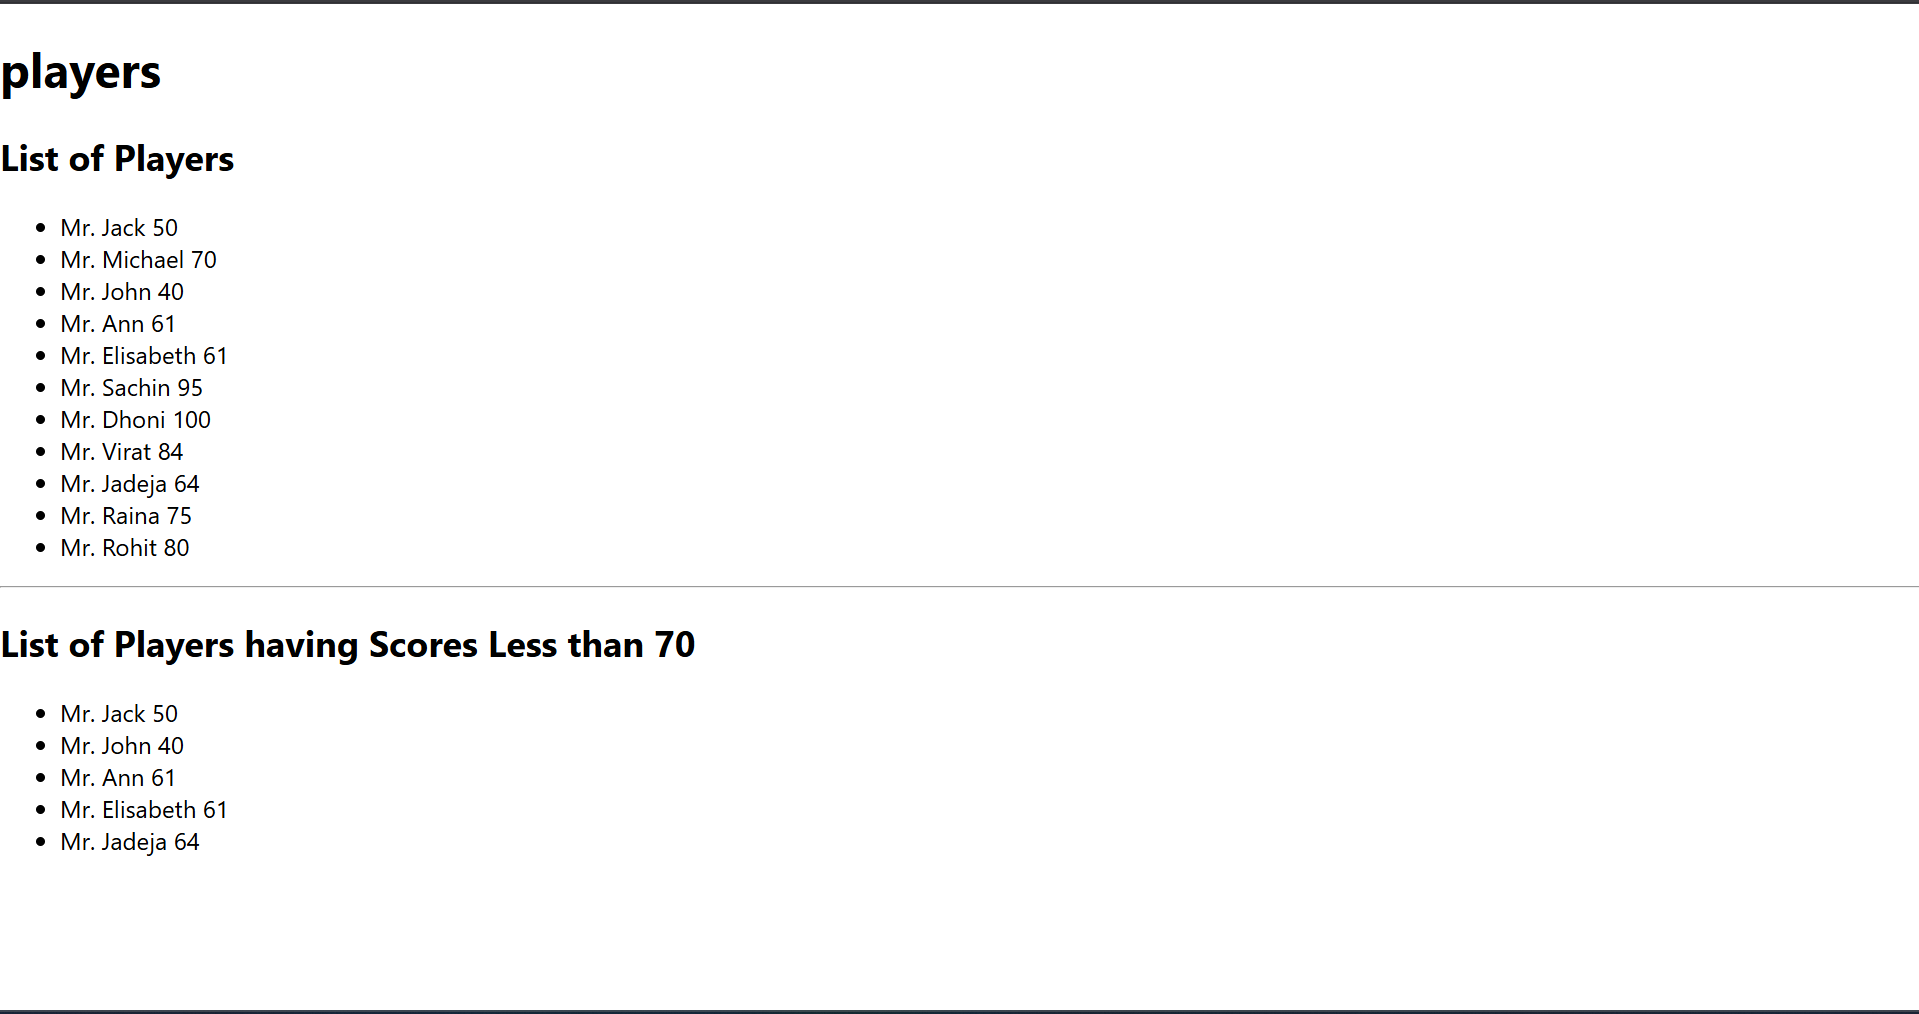 players
List of Players
• Mr. Jack 50
• Mr. Michael 70
• Mr. John 40
• Mr. Ann 61
• Mr. Elisabeth 61
• Mr. Sachin 95
• Mr. Dhoni 100
• Mr. Virat 84
• Mr. Jadeja 64
• Mr. Raina 75
• Mr. Rohit 80
List of Players having Scores Less than 70
• Mr. Jack 50
• Mr. John 40
• Mr. Ann 61
• Mr. Elisabeth 61
• Mr. Jadeja 64